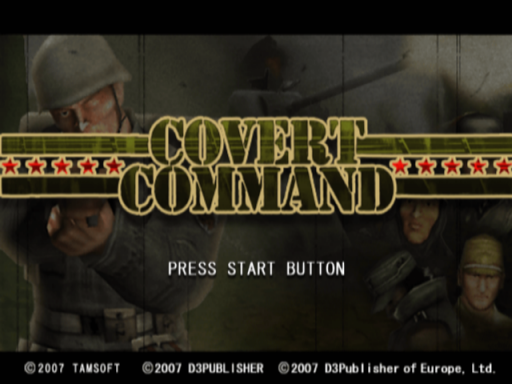 COVERT
COMMAND
PRESS START BUTTON
©2007 TAMSOFT ©2007 D3PUBLISHER ©2007 D3Publisher of Europe, Ltd.